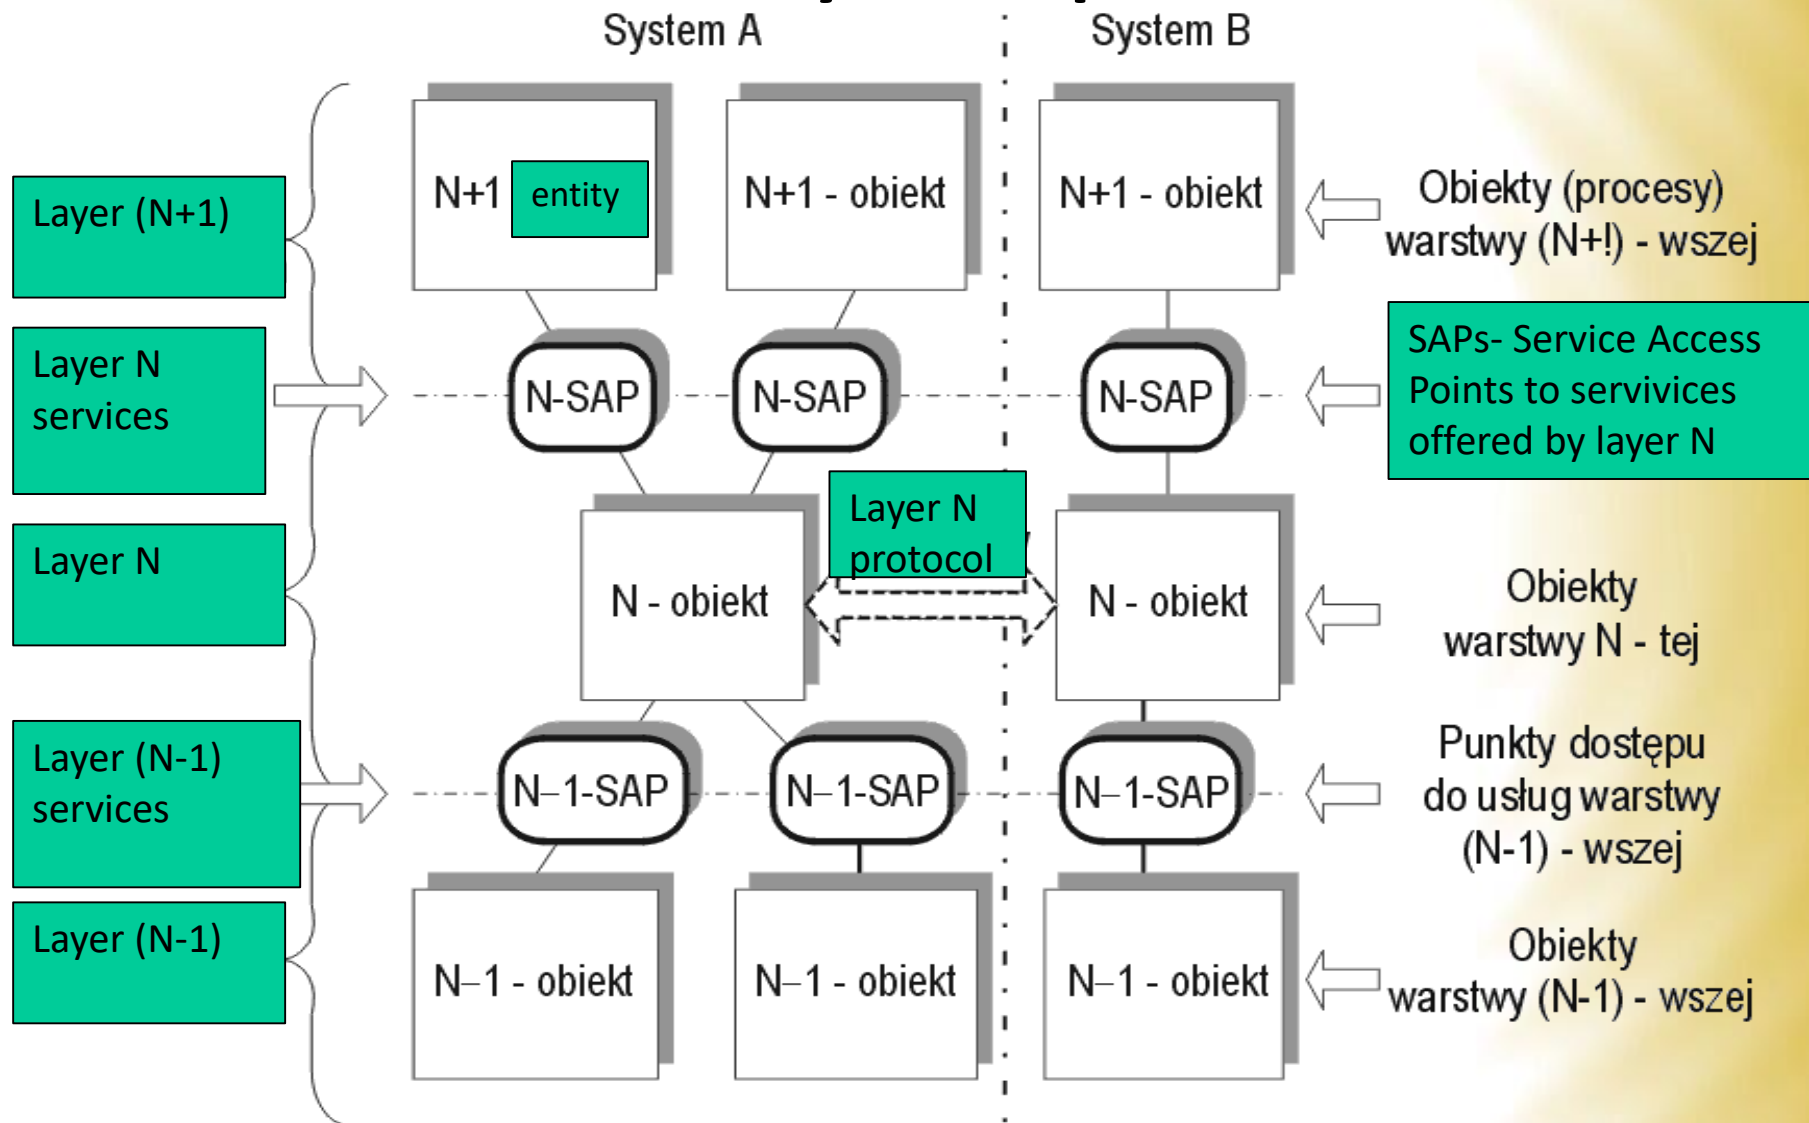 System A
System B
Layer (N+1)
N+1
entity
N+1 - obiekt
N+1 - obiekt
Obiekty (procesy)
warstwy (N+!) - wszej
Layer N
services
N-SAP
N-SAP
N-SAP
SAPs- Service Access
Points to servivices
offered by layer N
Layer N
Layer N
protocol
N - obiekt
N - obiekt
Obiekty
warstwy N - tej
Layer (N-1)
services
N–1-SAP
N–1-SAP
N–1-SAP
Punkty dostępu
do usług warstwy
(N-1) - wszej
Layer (N-1)
N–1 - obiekt
N–1 - obiekt
N–1 - obiekt
Obiekty
warstwy (N-1) - wszej